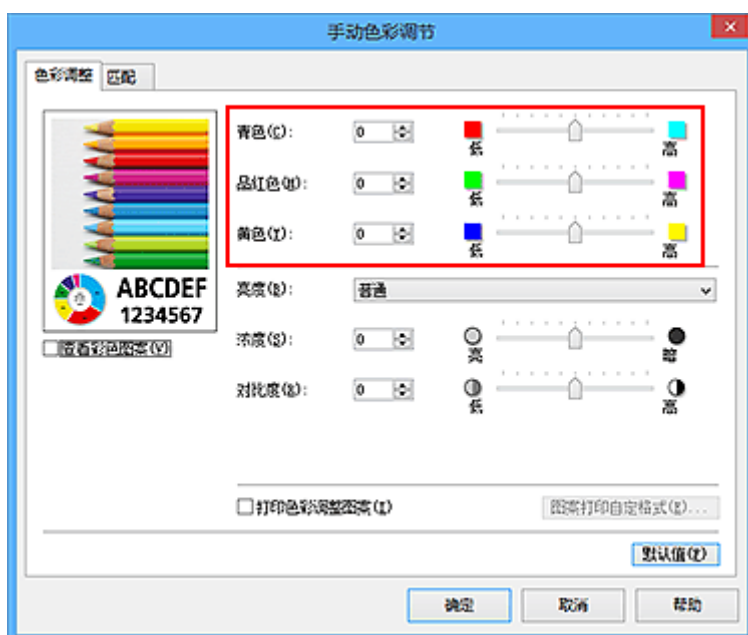 手动色彩调节
色彩调整 匹配
青色(C): 0 低 高
品红色(M): 0 低 高
黄色(Y): 0 低 高
ABCDEF
1234567
查看彩色图案(V)
亮度(B): 普通
浓度(S): 0 亮 暗
对比度(R): 0 低 高
打印色彩调整图案(I) 图案打印自定格式(E)...
默认值(F)
确定 取消 帮助